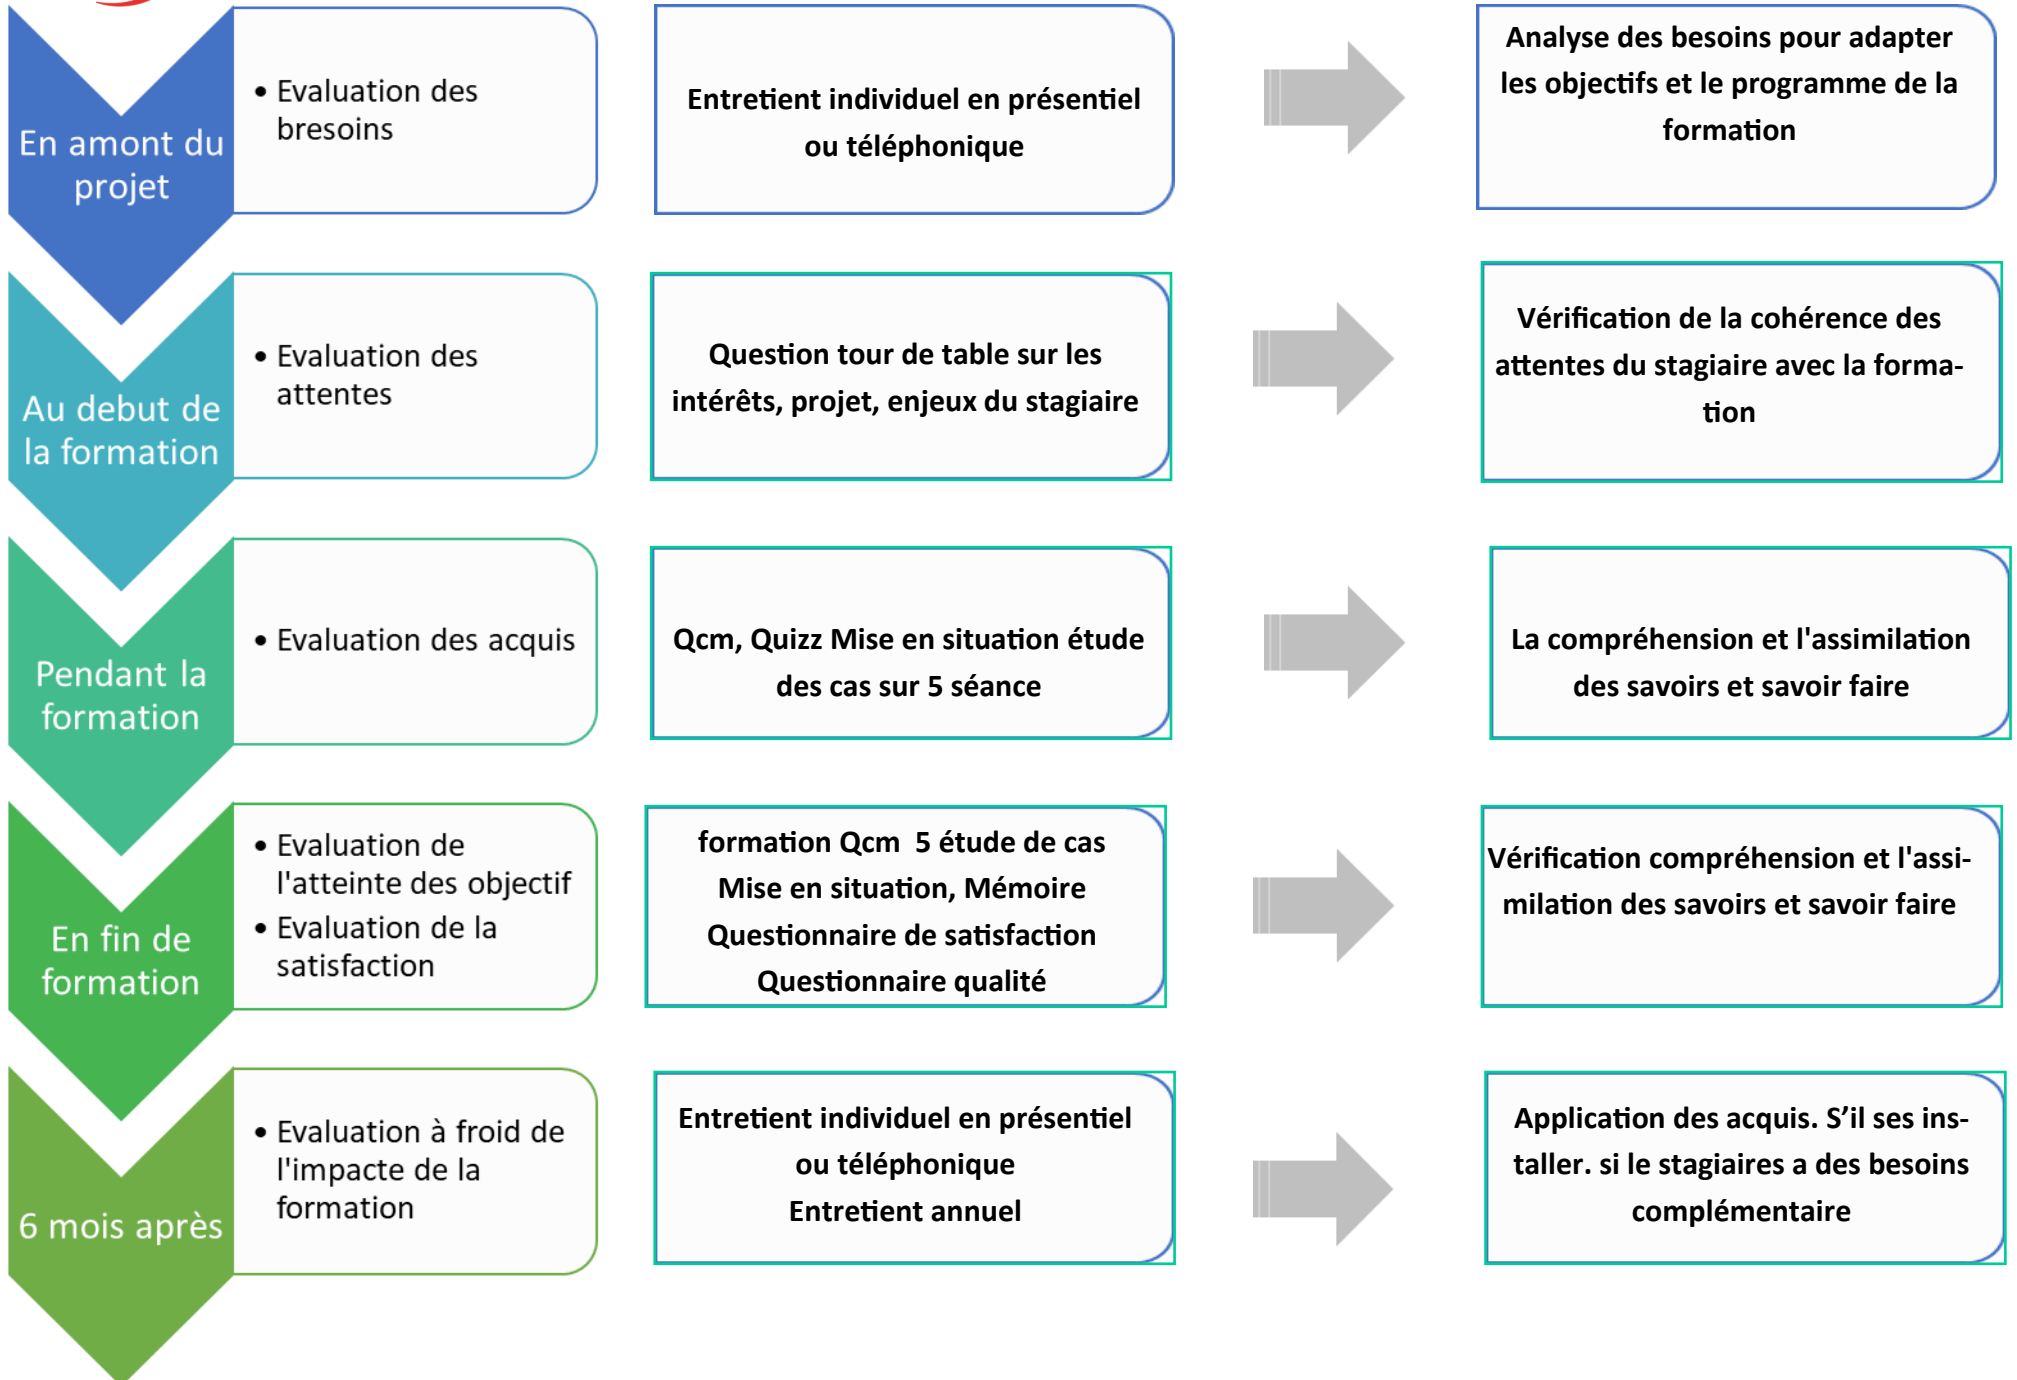 En amont du
projet
• Evaluation des
bresoins
Entretient individuel en présentiel
ou téléphonique
Analyse des besoins pour adapter
les objectifs et le programme de la
formation
Au debut de
la formation
• Evaluation des
attentes
Question tour de table sur les
intérêts, projet, enjeux du stagiaire
Vérification de la cohérence des
attentes du stagiaire avec la forma-
tion
Pendant la
formation
• Evaluation des acquis
Qcm, Quizz Mise en situation étude
des cas sur 5 séance
La compréhension et l'assimilation
des savoirs et savoir faire
En fin de
formation
• Evaluation de
l'atteinte des objectif
• Evaluation de la
satisfaction
formation Qcm  5 étude de cas
Mise en situation, Mémoire
Questionnaire de satisfaction
Questionnaire qualité
Vérification compréhension et l'assi-
milation des savoirs et savoir faire
6 mois après
• Evaluation à froid de
l'impacte de la
formation
Entretient individuel en présentiel
ou téléphonique
Entretient annuel
Application des acquis. S’il ses ins-
taller. si le stagiaires a des besoins
complémentaire